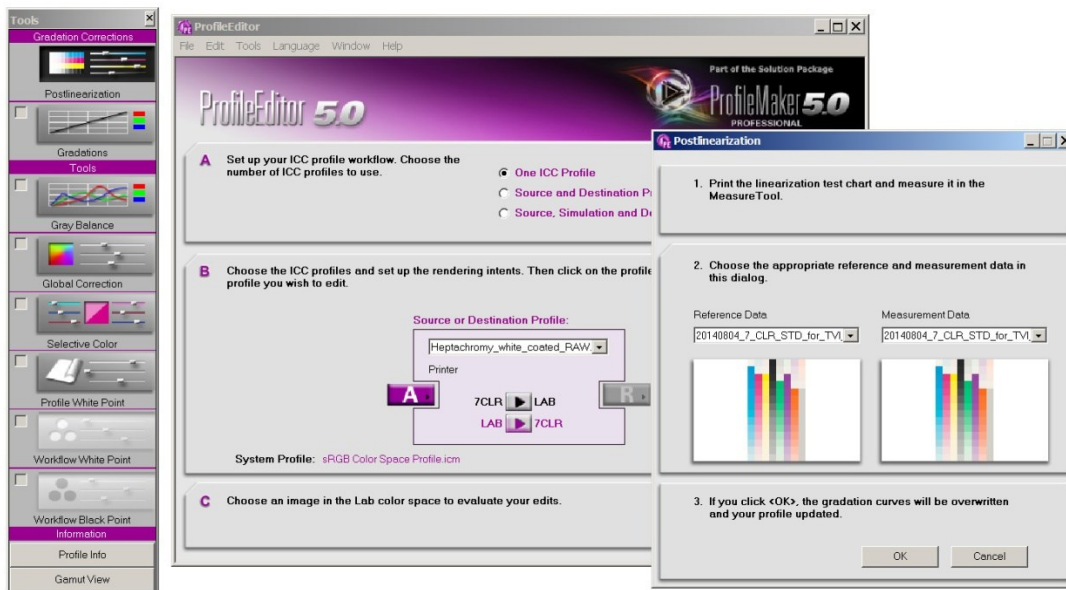 Tools
Gradation Corrections
Postlinearization
Gradations
Tools
Gray Balance
Global Correction
Selective Color
Profile White Point
Workflow White Point
Workflow Black Point
Information
Profile Info
Gamut View
ProfileEditor
File Edit Tools Language Window Help
ProfileEditor 5.0
Part of the Solution Package
ProfileMaker 5.0
PROFESSIONAL
A Set up your ICC profile workflow. Choose the
number of ICC profiles to use.
One ICC Profile
Source and Destination P
Source, Simulation and De
B Choose the ICC profiles and set up the rendering intents. Then click on the profile
profile you wish to edit.
Source or Destination Profile:
Heptachromy_white_coated_RAW.
Printer
A
R
7CLR LAB
LAB 7CLR
System Profile: sRGB Color Space Profile.icm
C Choose an image in the Lab color space to evaluate your edits.
Postlinearization
1. Print the linearization test chart and measure it in the
MeasureTool.
2. Choose the appropriate reference and measurement data in
this dialog.
Reference Data Measurement Data
20140804_7_CLR_STD_for_TVI_ 20140804_7_CLR_STD_for_TVI_
3. If you click <OK>, the gradation curves will be overwritten
and your profile updated.
OK Cancel